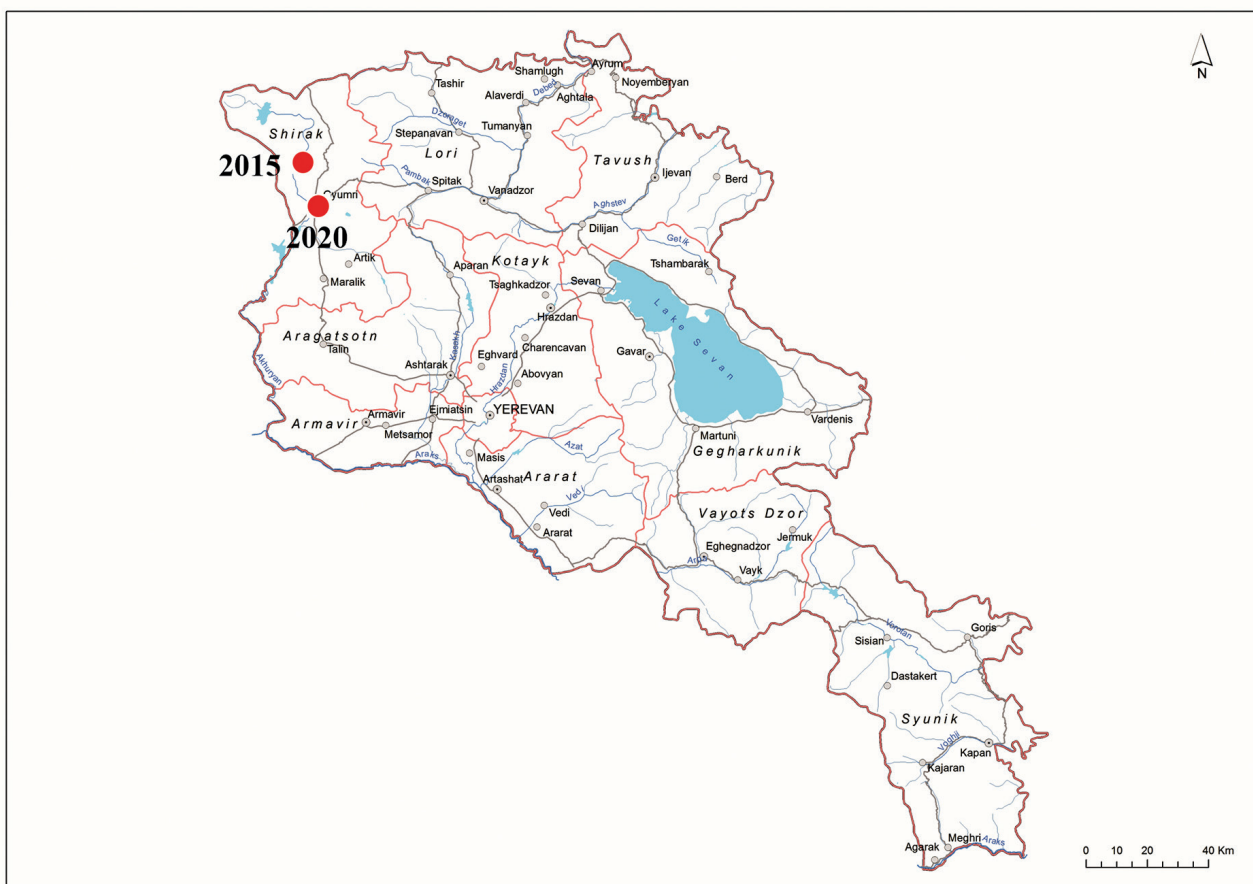 N
Ayrum
Shamlugh
Noyemberyan
Tashir
Debed
Aghtala
Alaverdi
Dzoraget
Tumanyan
Shirak
Stepanavan
Lori
Tavush
2015
Pambak
Ijevan
Berd
Spitak
Gyumri
Vanadzor
Aghstev
2020
Dilijan
Getik
Artik
Kotayk
Tshambarak
Aparan
Maralik
Tsaghkadzor
Sevan
Hrazdan
Lake Sevan
Aragatsotn
Talin
Charencavan
Kasakh
Gavar
Eghvard
Akhuryan
Ashtarak
Hrazdan
Abovyan
Armavir
Armavir
Ejmiatsin
YEREVAN
Vardenis
Metsamor
Martuni
Azat
Gegharkunik
Araks
Masis
Artashat
Ararat
Vedi
Vedi
Vayots Dzor
Ararat
Jermuk
Eghegnadzor
Arpa
Vayk
Vorotan
Goris
Sisian
Dastakert
Syunik
Voghji
Kapan
Kajaran
Meghri
Araks
Agarak
0 10 20 40 Km